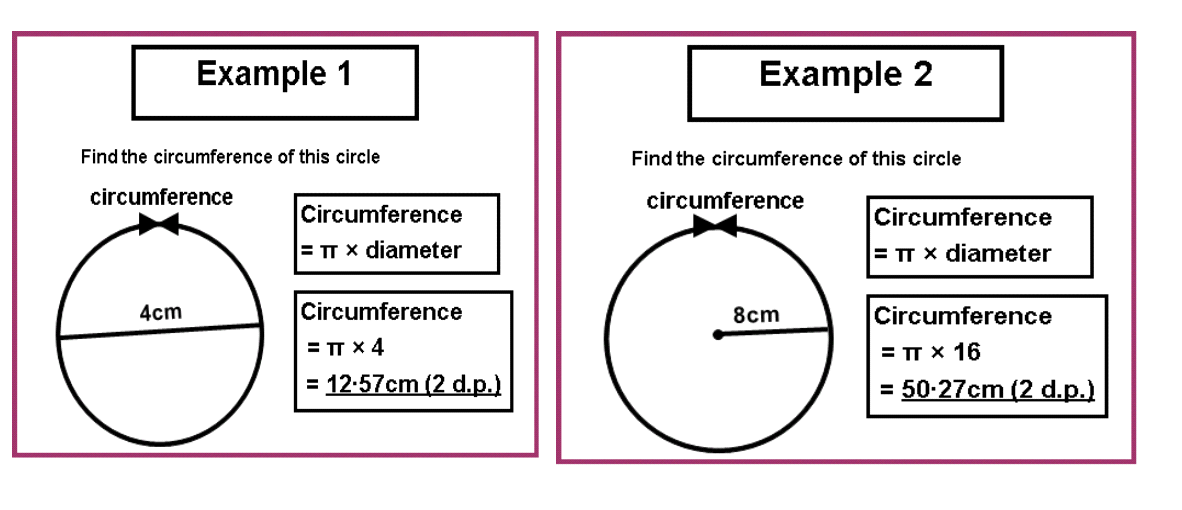 Example 1
Find the circumference of this circle
circumference
4cm
Circumference
= π × diameter
Circumference
= π × 4
= 12·57cm (2 d.p.)
Example 2
Find the circumference of this circle
circumference
8cm
Circumference
= π × diameter
Circumference
= π × 16
= 50·27cm (2 d.p.)